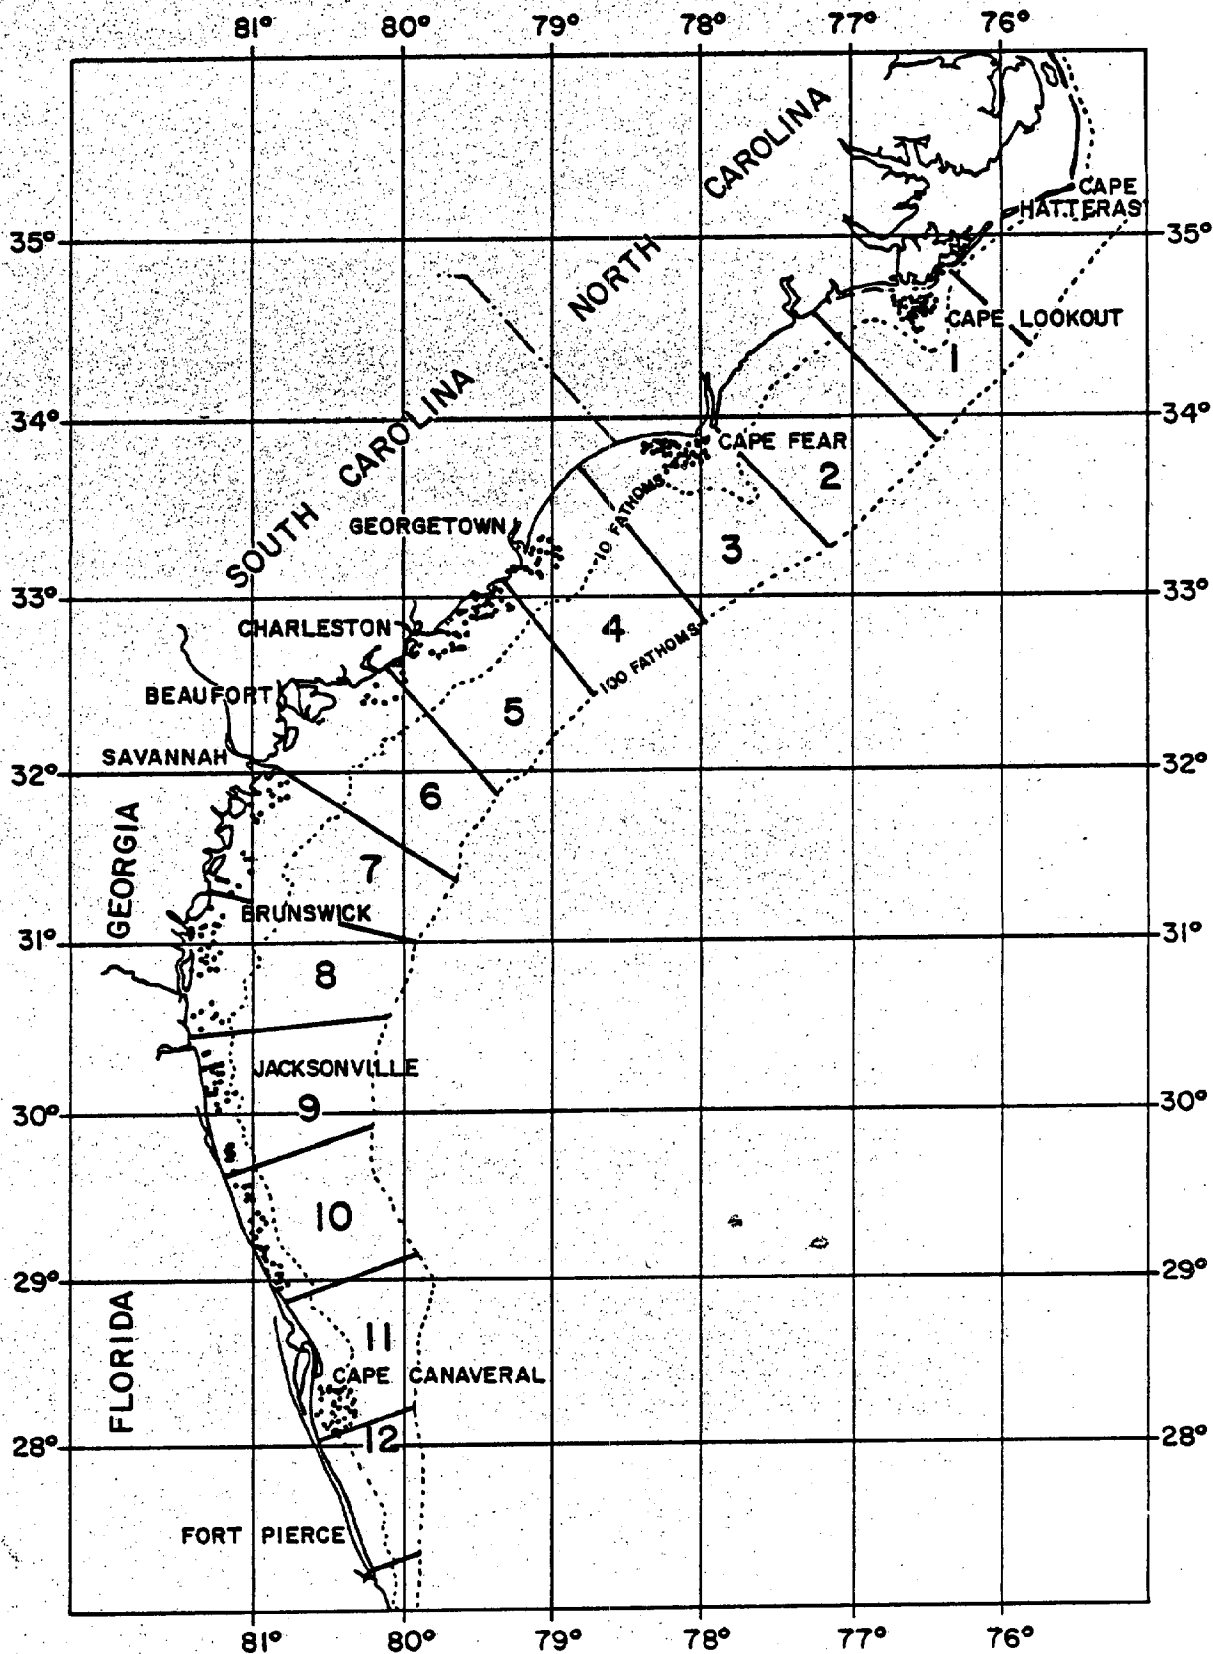 81° 80° 79° 78° 77° 76°
NORTH CAROLINA
CAPE
HATTERAS
35° 35°
CAPE LOOKOUT
1
34° 34°
SOUTH CAROLINA
CAPE FEAR
2
10 FATHOMS
GEORGETOWN
3
33° 33°
CHARLESTON
4
100 FATHOMS
BEAUFORT
5
SAVANNAH
32° 32°
6
GEORGIA
7
BRUNSWICK
31° 31°
8
JACKSONVILLE
9
30° 30°
10
29° 29°
FLORIDA
11
CAPE CANAVERAL
12
28° 28°
FORT PIERCE
81° 80° 79° 78° 77° 76°